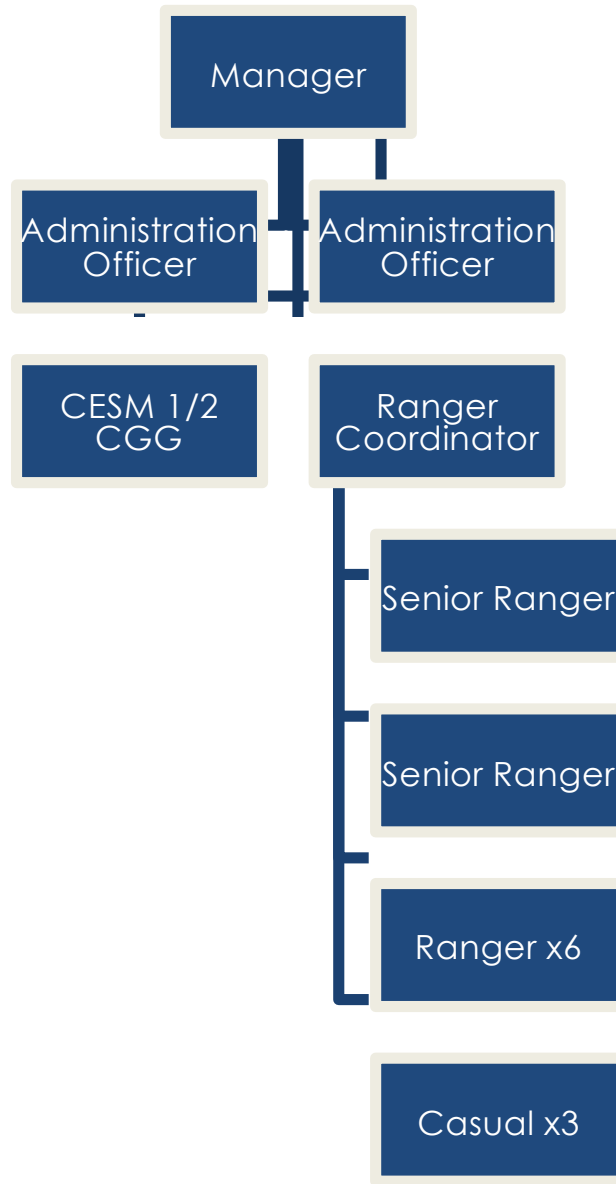 Manager
Administration
Officer
Administration
Officer
CESM 1/2
CGG
Ranger
Coordinator
Senior Ranger
Senior Ranger
Ranger x6
Casual x3